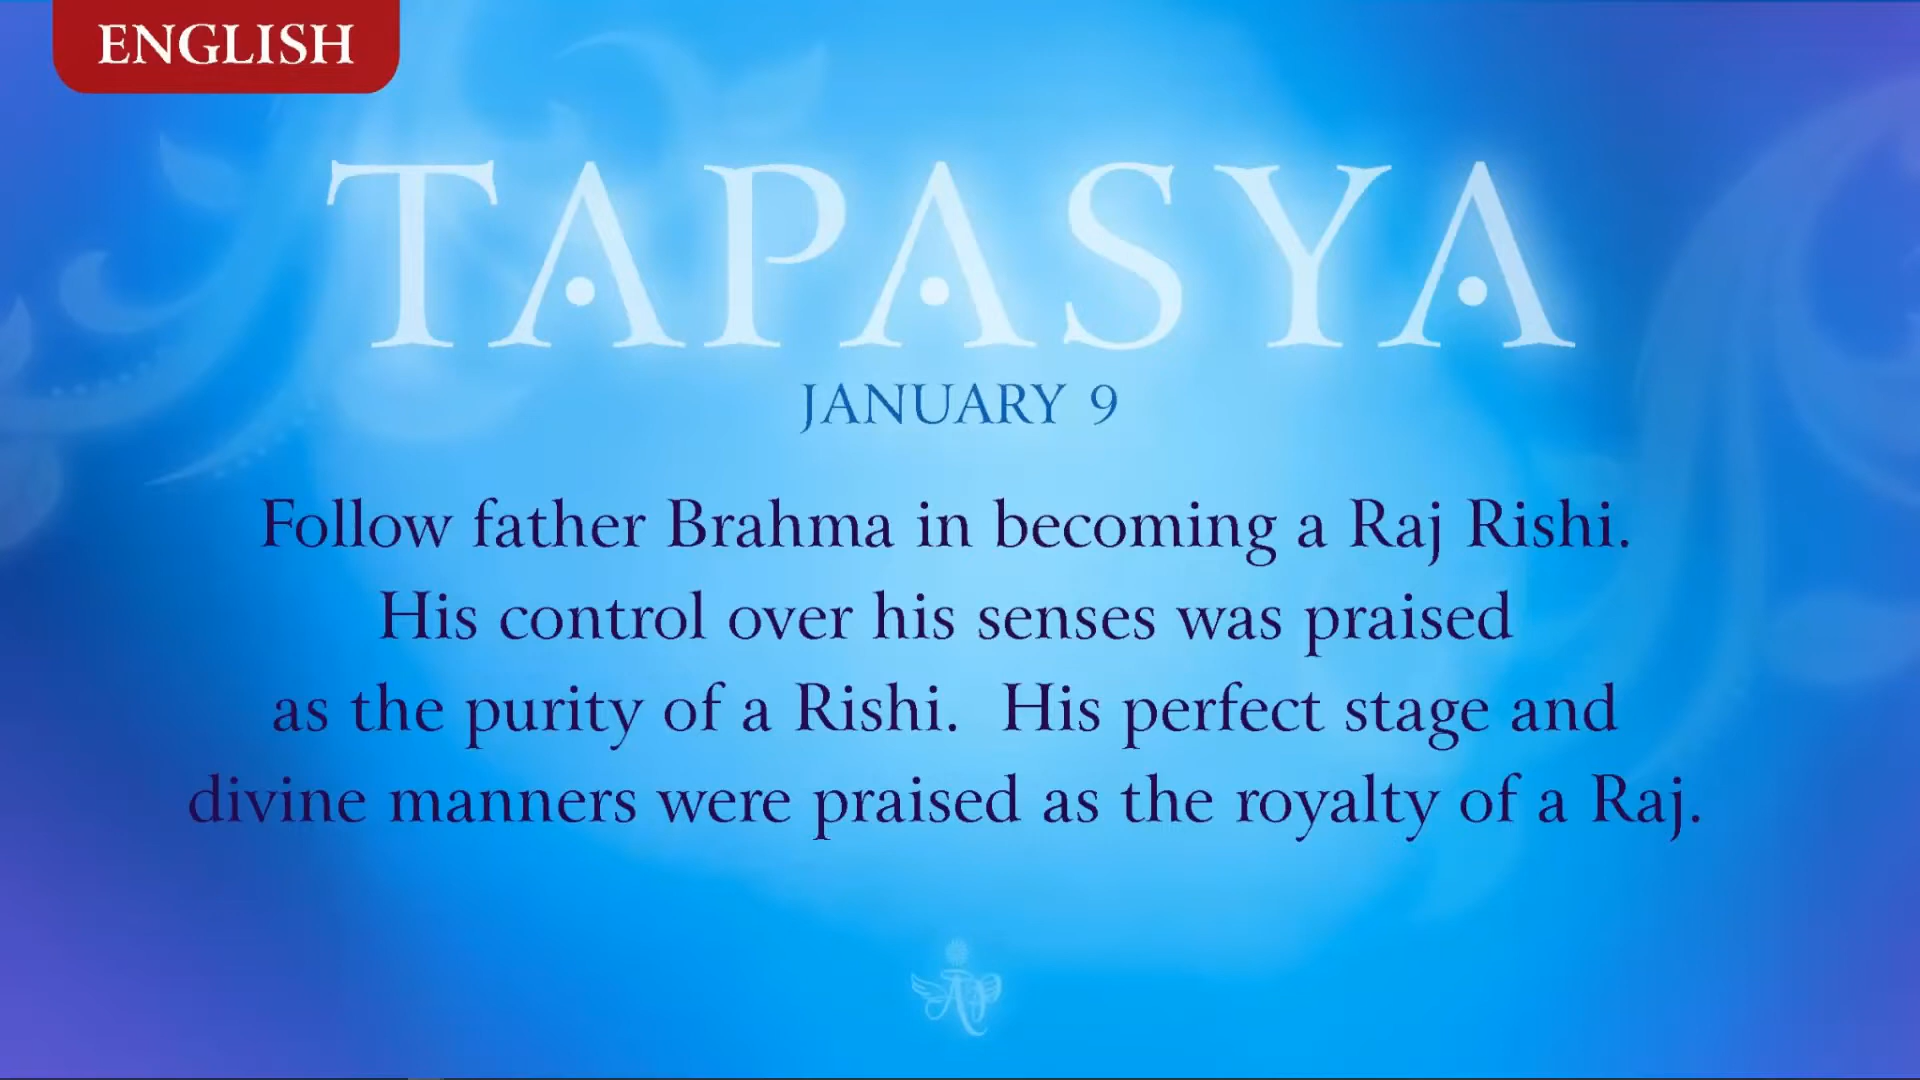 ENGLISH
TAPASYA
JANUARY 9
Follow father Brahma in becoming a Raj Rishi.
His control over his senses was praised
as the purity of a Rishi.  His perfect stage and
divine manners were praised as the royalty of a Raj.